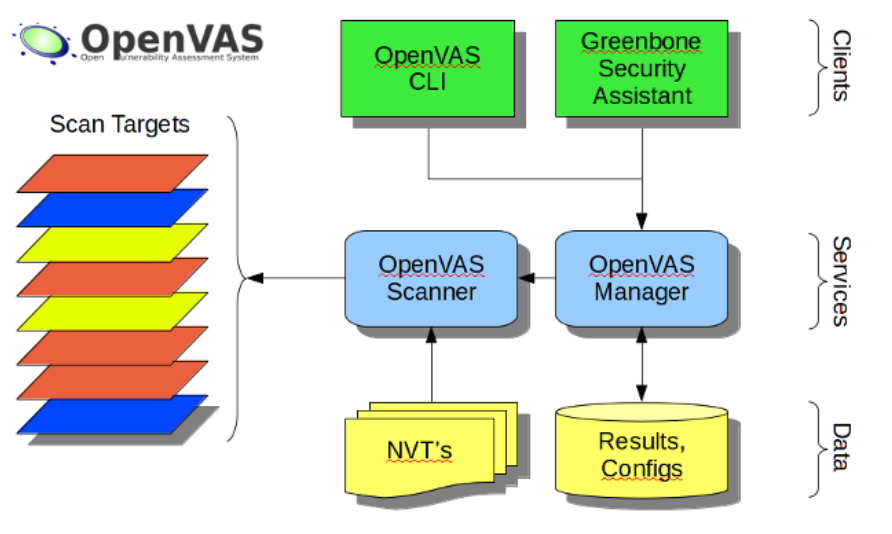 OpenVAS
Open Vulnerability Assessment System
Scan Targets
OpenVAS
CLI
Greenbone
Security
Assistant
Clients
OpenVAS
Scanner
OpenVAS
Manager
Services
NVT's
Results,
Configs
Data